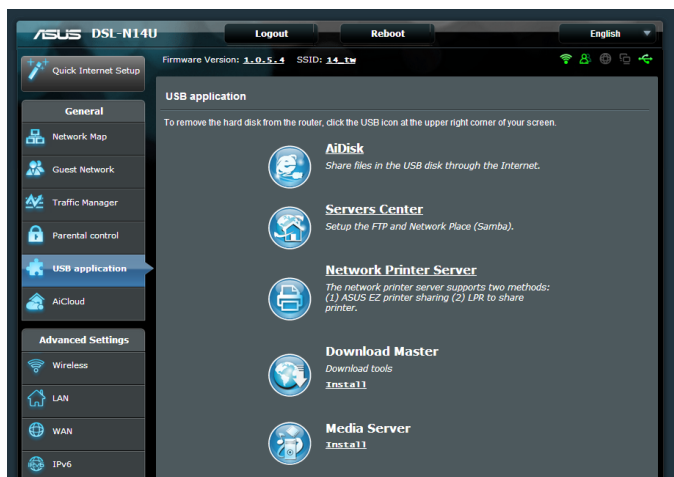 ASUS DSL-N14U
Logout
Reboot
English
Quick Internet Setup
Firmware Version: 1.0.5.4 SSID: 14_tw
General
Network Map
Guest Network
Traffic Manager
Parental control
USB application
AiCloud
Advanced Settings
Wireless
LAN
WAN
IPv6
USB application
To remove the hard disk from the router, click the USB icon at the upper right corner of your screen.
AiDisk
Share files in the USB disk through the Internet.
Servers Center
Setup the FTP and Network Place (Samba).
Network Printer Server
The network printer server supports two methods:
(1) ASUS EZ printer sharing (2) LPR to share
printer.
Download Master
Download tools
Install
Media Server
Install